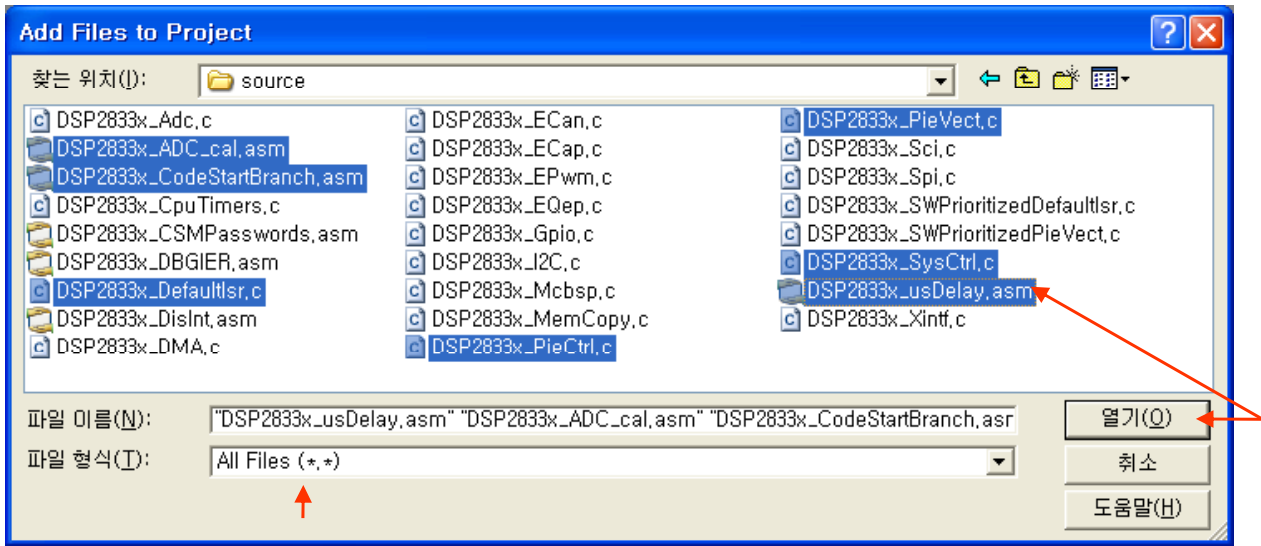 Add Files to Project
찾는 위치(I):
source
DSP2833x_Adc.c
DSP2833x_ADC_cal.asm
DSP2833x_CodeStartBranch.asm
DSP2833x_CpuTimers.c
DSP2833x_CSMPasswords.asm
DSP2833x_DBGIER.asm
DSP2833x_DefaultIsr.c
DSP2833x_DisInt.asm
DSP2833x_DMA.c
DSP2833x_ECan.c
DSP2833x_ECap.c
DSP2833x_EPwm.c
DSP2833x_EQep.c
DSP2833x_Gpio.c
DSP2833x_I2C.c
DSP2833x_Mcbsp.c
DSP2833x_MemCopy.c
DSP2833x_PieCtrl.c
DSP2833x_PieVect.c
DSP2833x_Sci.c
DSP2833x_Spi.c
DSP2833x_SWPrioritizedDefaultIsr.c
DSP2833x_SWPrioritizedPieVect.c
DSP2833x_SysCtrl.c
DSP2833x_usDelay.asm
DSP2833x_Xintf.c
파일 이름(N):
"DSP2833x_usDelay.asm" "DSP2833x_ADC_cal.asm" "DSP2833x_CodeStartBranch.asr
열기(O)
파일 형식(T):
All Files (*.*)
취소
도움말(H)